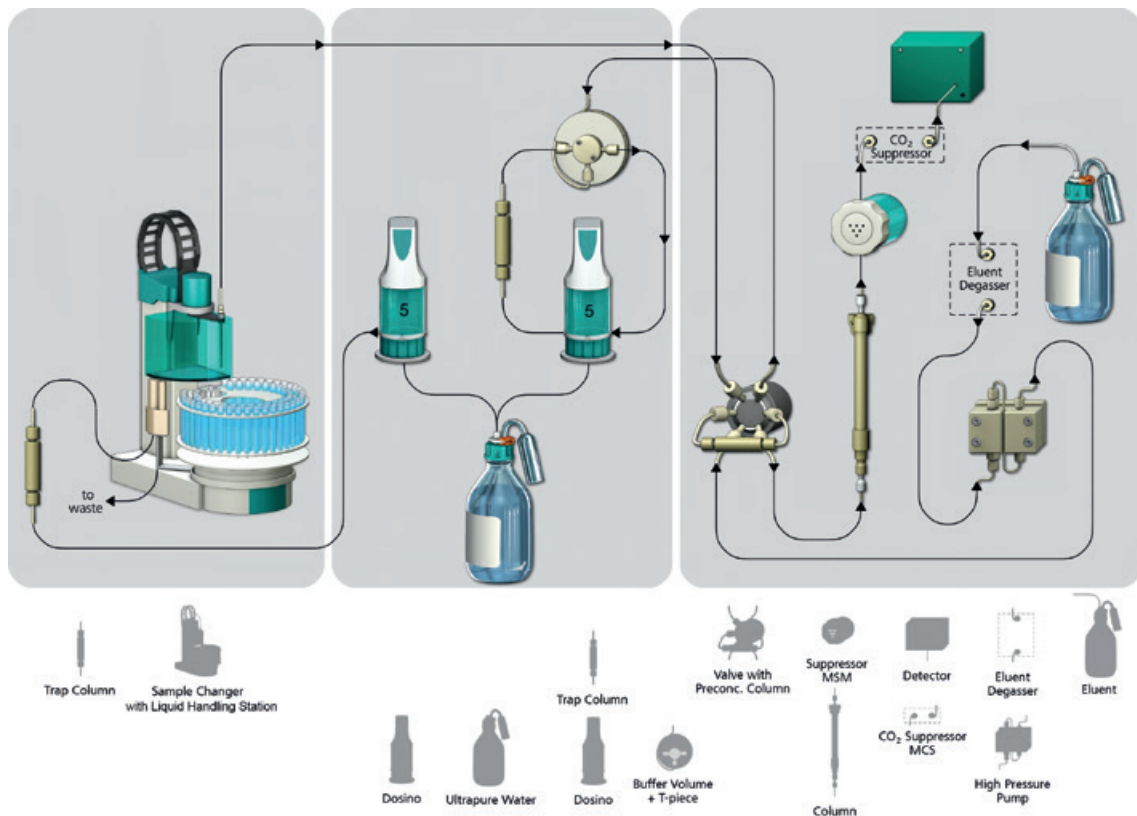 CO₂
Suppressor
Eluent
Degasser
5
5
to
waste
Trap Column
Sample Changer
with Liquid Handling Station
Trap Column
Valve with
Preconc. Column
Suppressor
MSM
Detector
Eluent
Degasser
Eluent
Dosino
Ultrapure Water
Dosino
Buffer Volume
+ T-piece
Column
CO₂ Suppressor
MCS
High Pressure
Pump